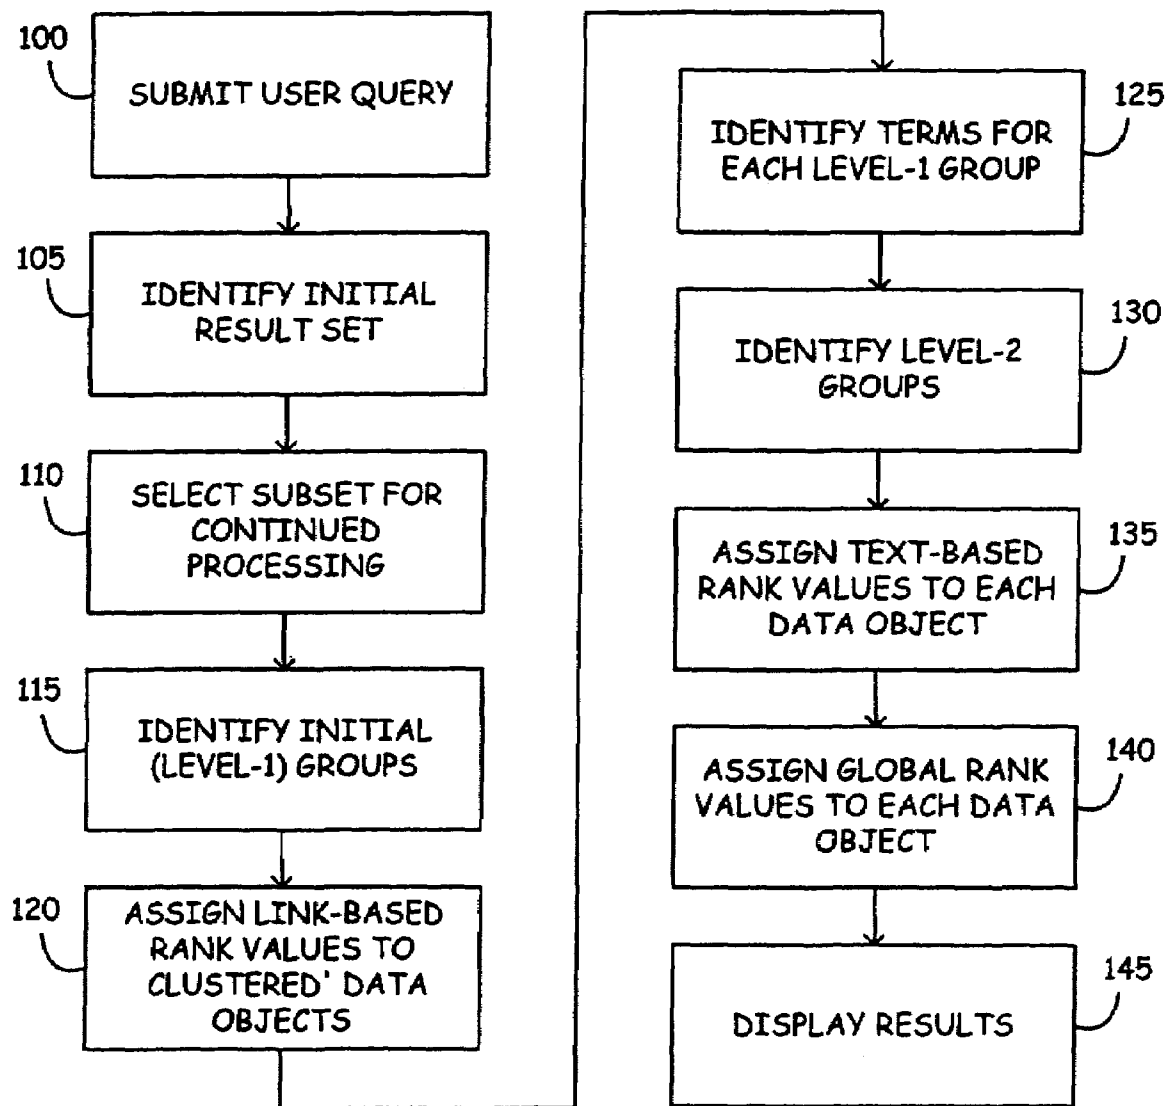 100
SUBMIT USER QUERY
105
IDENTIFY INITIAL
RESULT SET
110
SELECT SUBSET FOR
CONTINUED
PROCESSING
115
IDENTIFY INITIAL
(LEVEL-1) GROUPS
120
ASSIGN LINK-BASED
RANK VALUES TO
CLUSTERED' DATA
OBJECTS
125
IDENTIFY TERMS FOR
EACH LEVEL-1 GROUP
130
IDENTIFY LEVEL-2
GROUPS
135
ASSIGN TEXT-BASED
RANK VALUES TO EACH
DATA OBJECT
140
ASSIGN GLOBAL RANK
VALUES TO EACH DATA
OBJECT
145
DISPLAY RESULTS